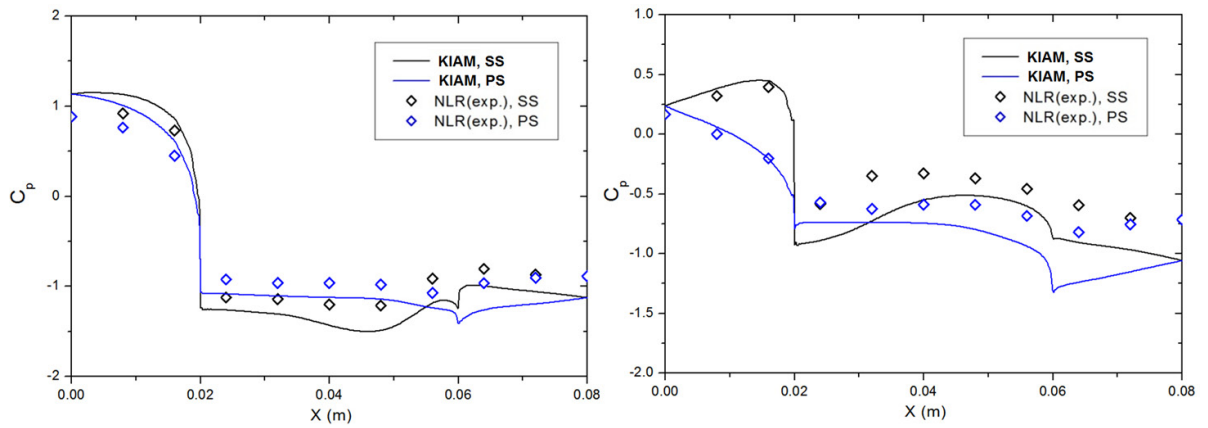 2
1
0
-1
-2
C_p
0.00 0.02 0.04 0.06 0.08
X (m)
KIAM, SS
KIAM, PS
NLR(exp.), SS
NLR(exp.), PS
1.0
0.5
0.0
-0.5
-1.0
-1.5
-2.0
C_p
0.00 0.02 0.04 0.06 0.08
X (m)
KIAM, SS
KIAM, PS
NLR(exp.), SS
NLR(exp.), PS